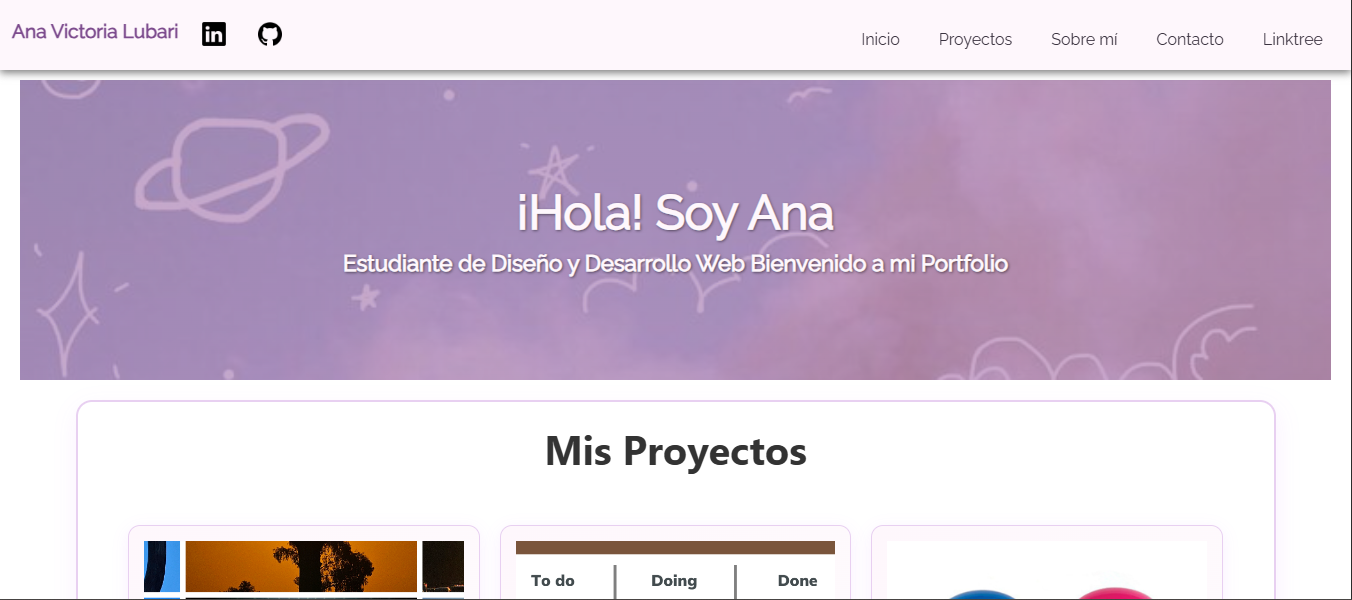 Ana Victoria Lubari
in
Inicio Proyectos Sobre mí Contacto Linktree
¡Hola! Soy Ana
Estudiante de Diseño y Desarrollo Web Bienvenido a mi Portfolio
Mis Proyectos
To do Doing Done